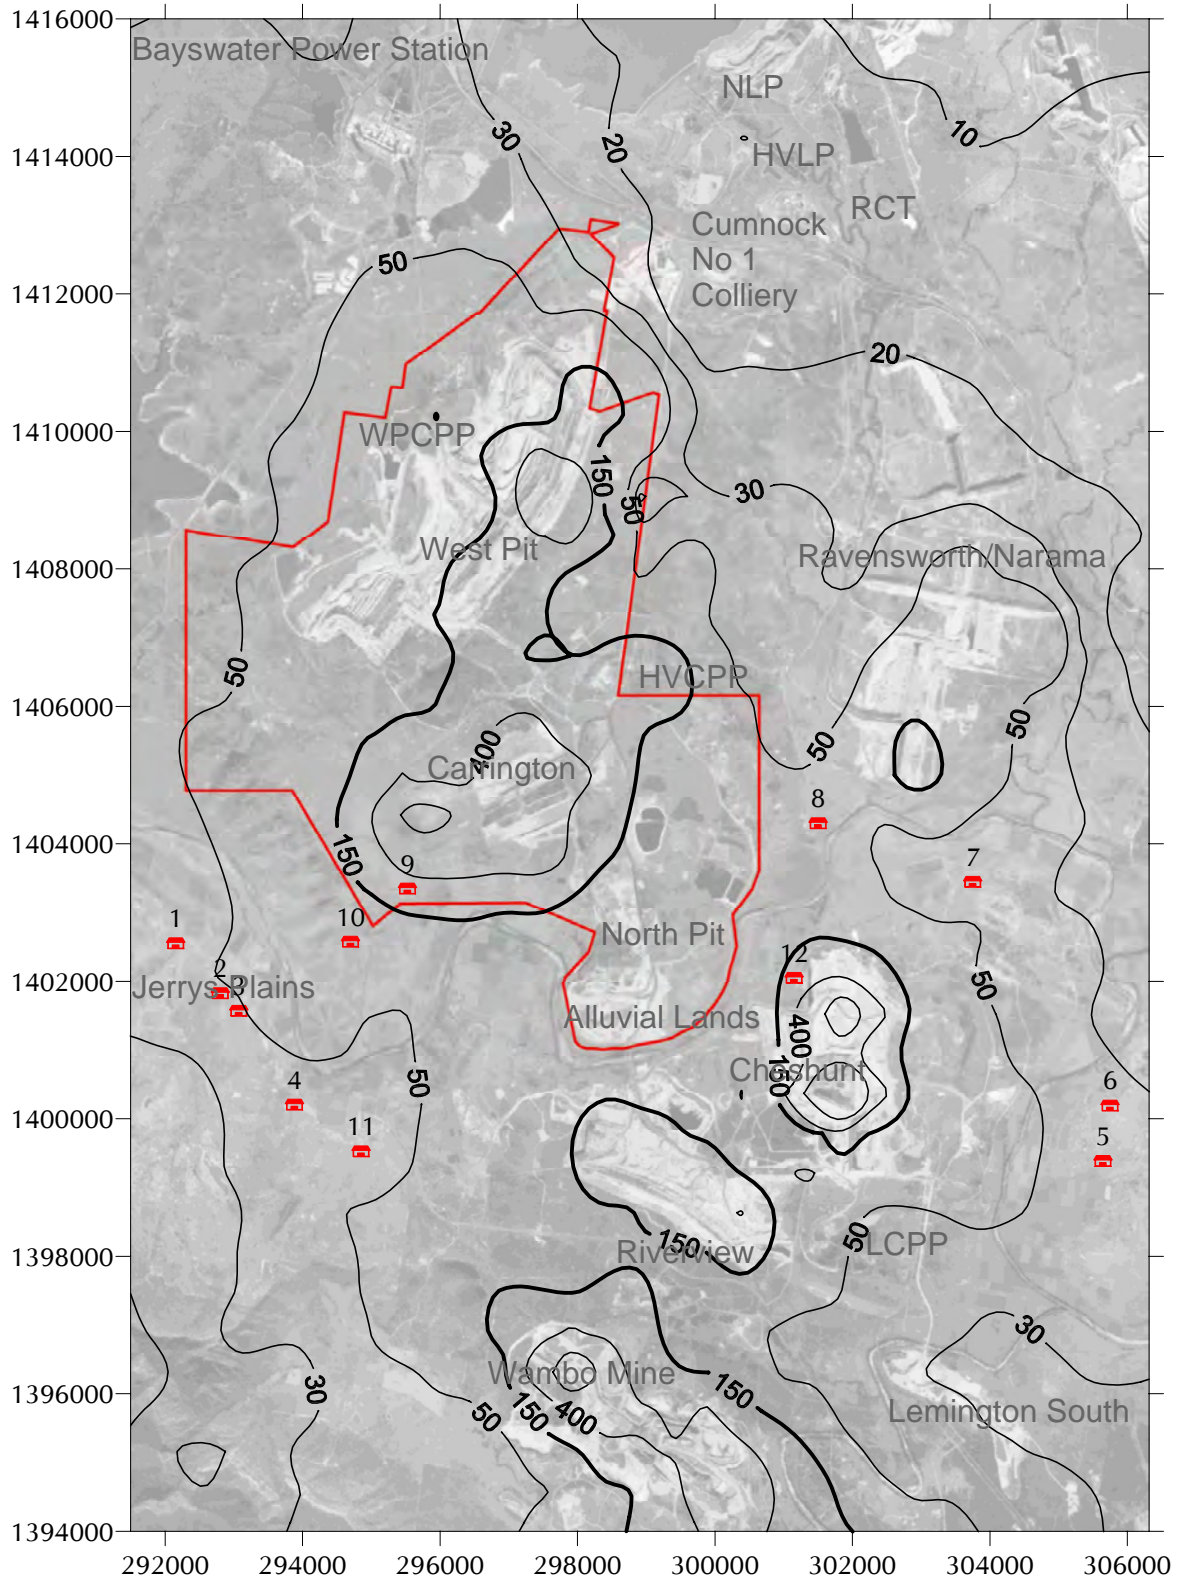 1416000
Bayswater Power Station
NLP
30
20
10
1414000
HVLP
RCT
Cumnock
No 1
Colliery
50
1412000
20
1410000
WPCPP
150
30
50
West Pit
Ravensworth/Narama
1408000
50
HVCPP
1406000
50
50
400
Carrington
8
1404000
150
9
7
10
1
North Pit
12
2
1402000
Jerrys Plains
3
50
Alluvial Lands
400
Cheshunt
150
4
50
6
1400000
11
5
150
Riverview
50
LCPP
1398000
30
Wambo Mine
150
1396000
30
50
150
400
Lemington South
1394000
292000 294000 296000 298000 300000 302000 304000 306000